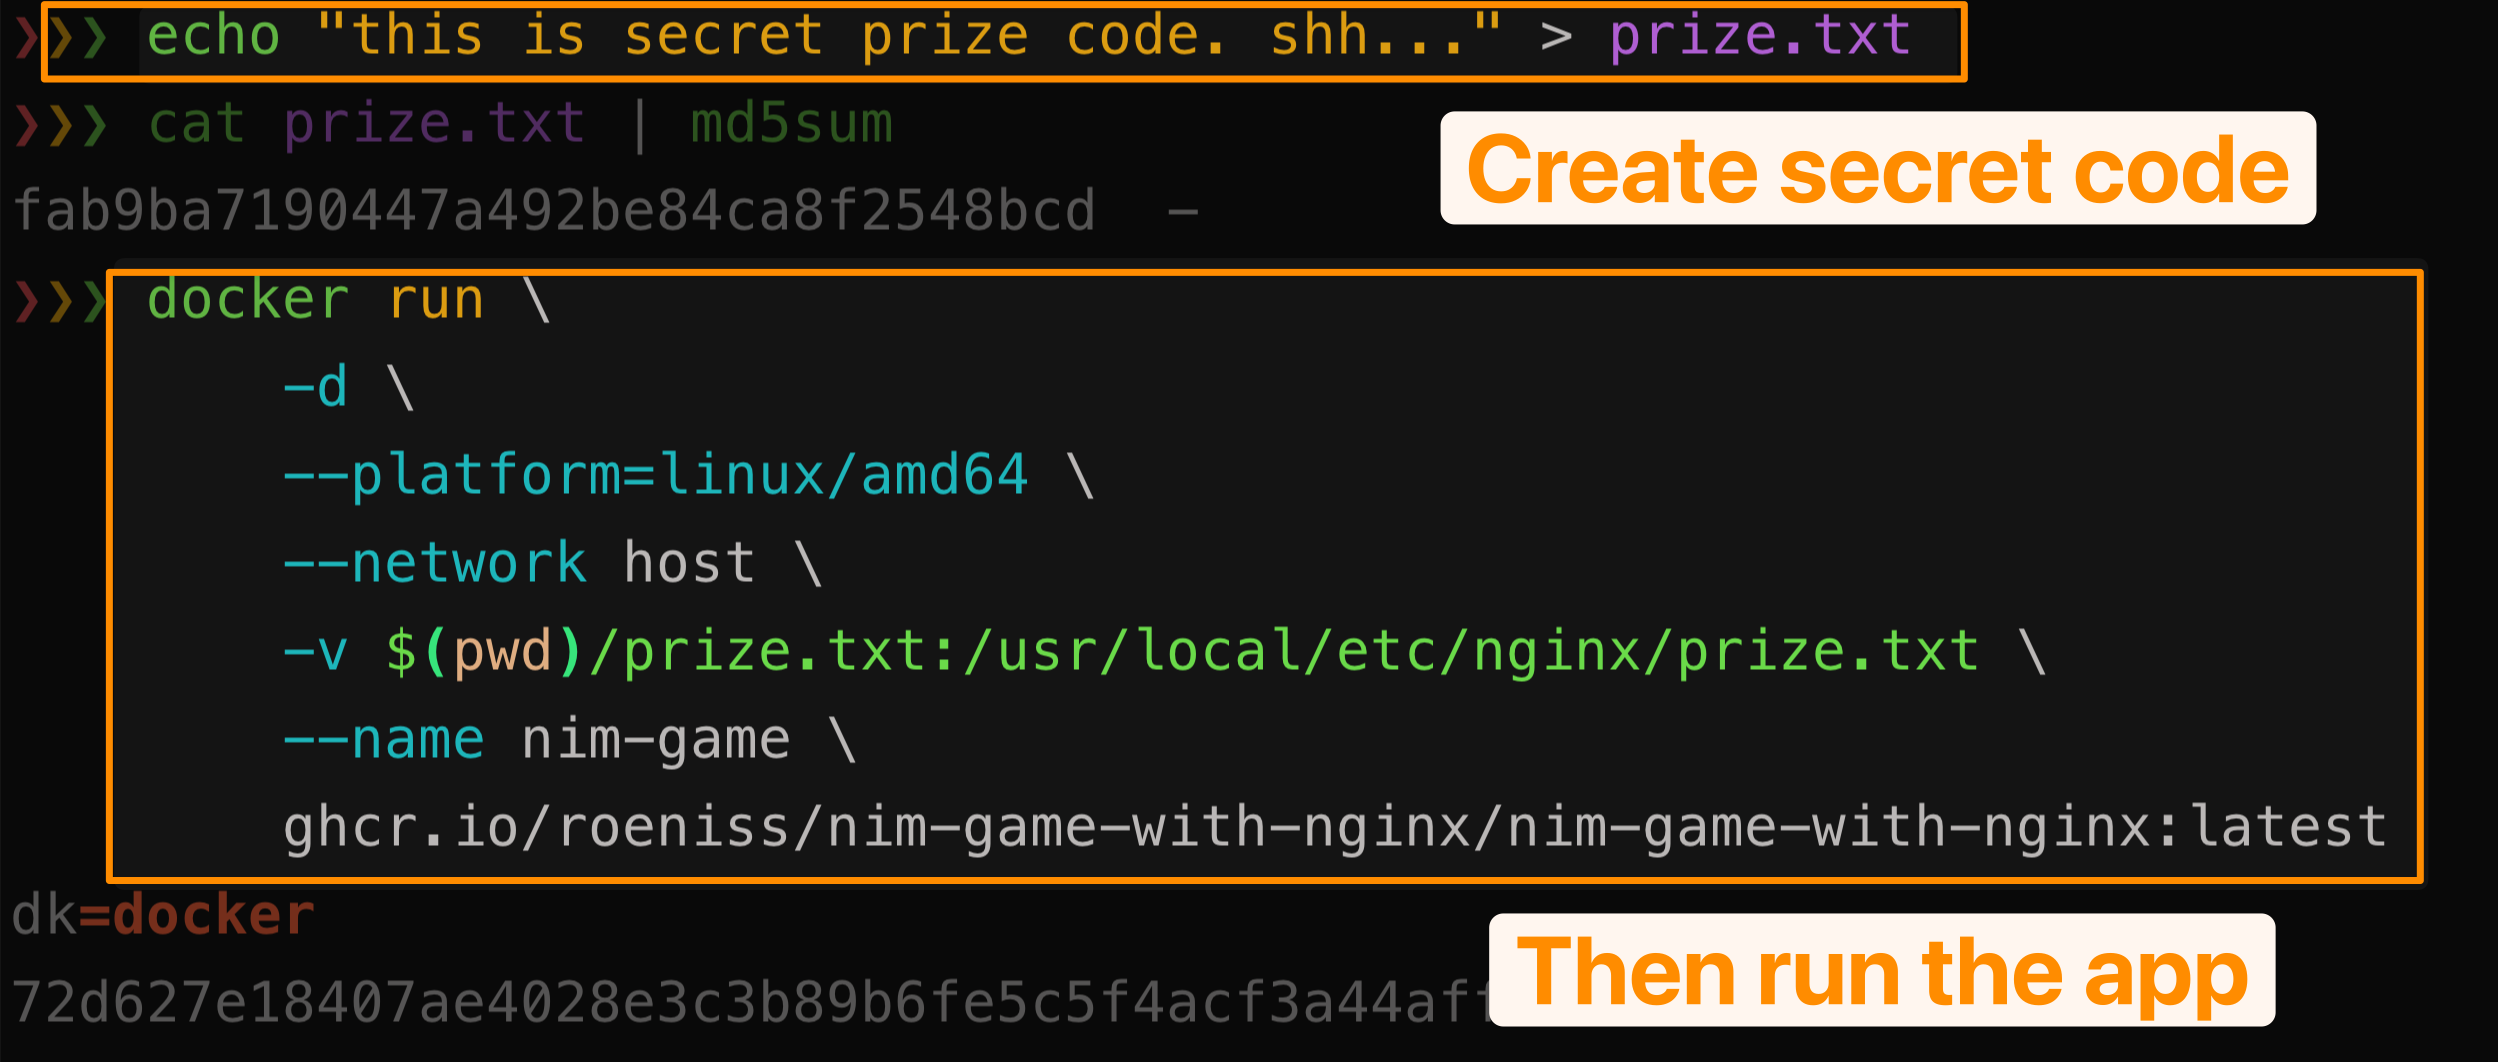 ❯❯❯ echo "this is secret prize code. shh..." > prize.txt
❯❯❯ cat prize.txt | md5sum
Create secret code
fab9ba7190447a492be84ca8f2548bcd  -
❯❯❯ docker run \
-d \
--platform=linux/amd64 \
--network host \
-v $(pwd)/prize.txt:/usr/local/etc/nginx/prize.txt \
--name nim-game \
ghcr.io/roeniss/nim-game-with-nginx/nim-game-with-nginx:latest
dk=docker
Then run the app
72d627e18407ae4028e3c3b89b6fe5c5f4acf3a44af